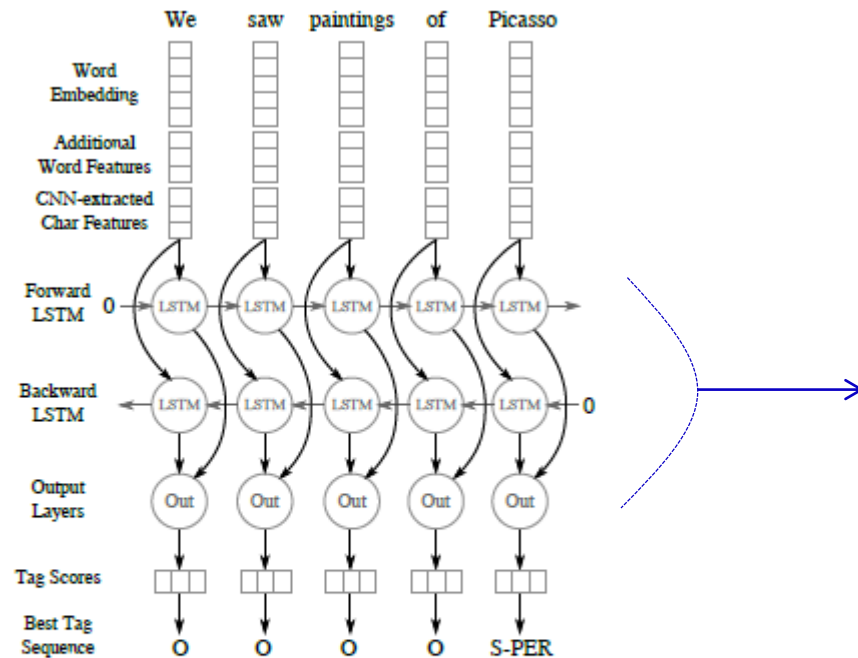 We saw paintings of Picasso
Word
Embedding
Additional
Word Features
CNN-extracted
Char Features
Forward
LSTM
0 LSTM LSTM LSTM LSTM LSTM
Backward
LSTM
LSTM LSTM LSTM LSTM LSTM 0
Output
Layers
Out Out Out Out Out
Tag Scores
Best Tag
Sequence
O O O O S-PER